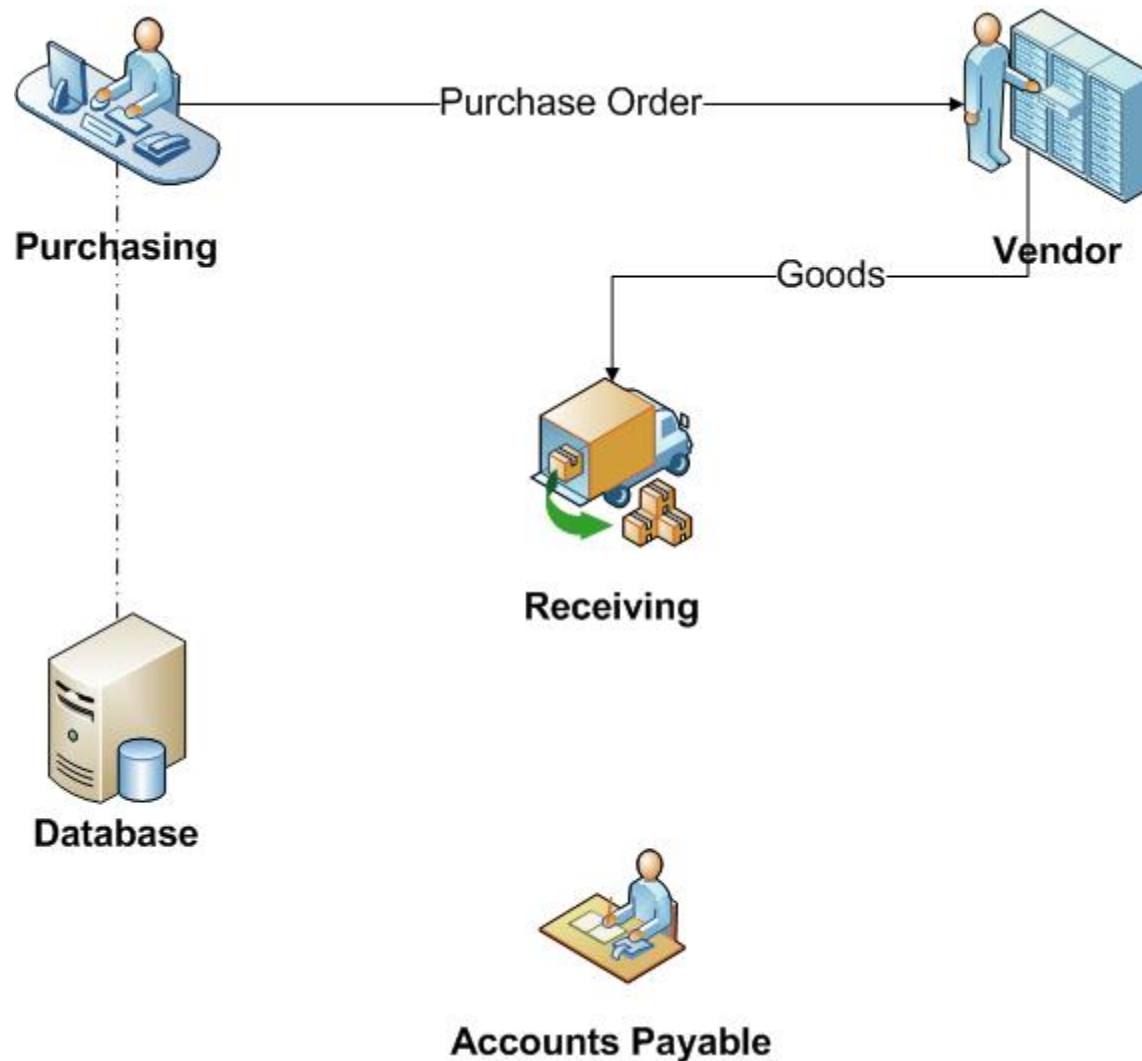 Purchase Order
Purchasing
Vendor
Goods
Receiving
Database
Accounts Payable